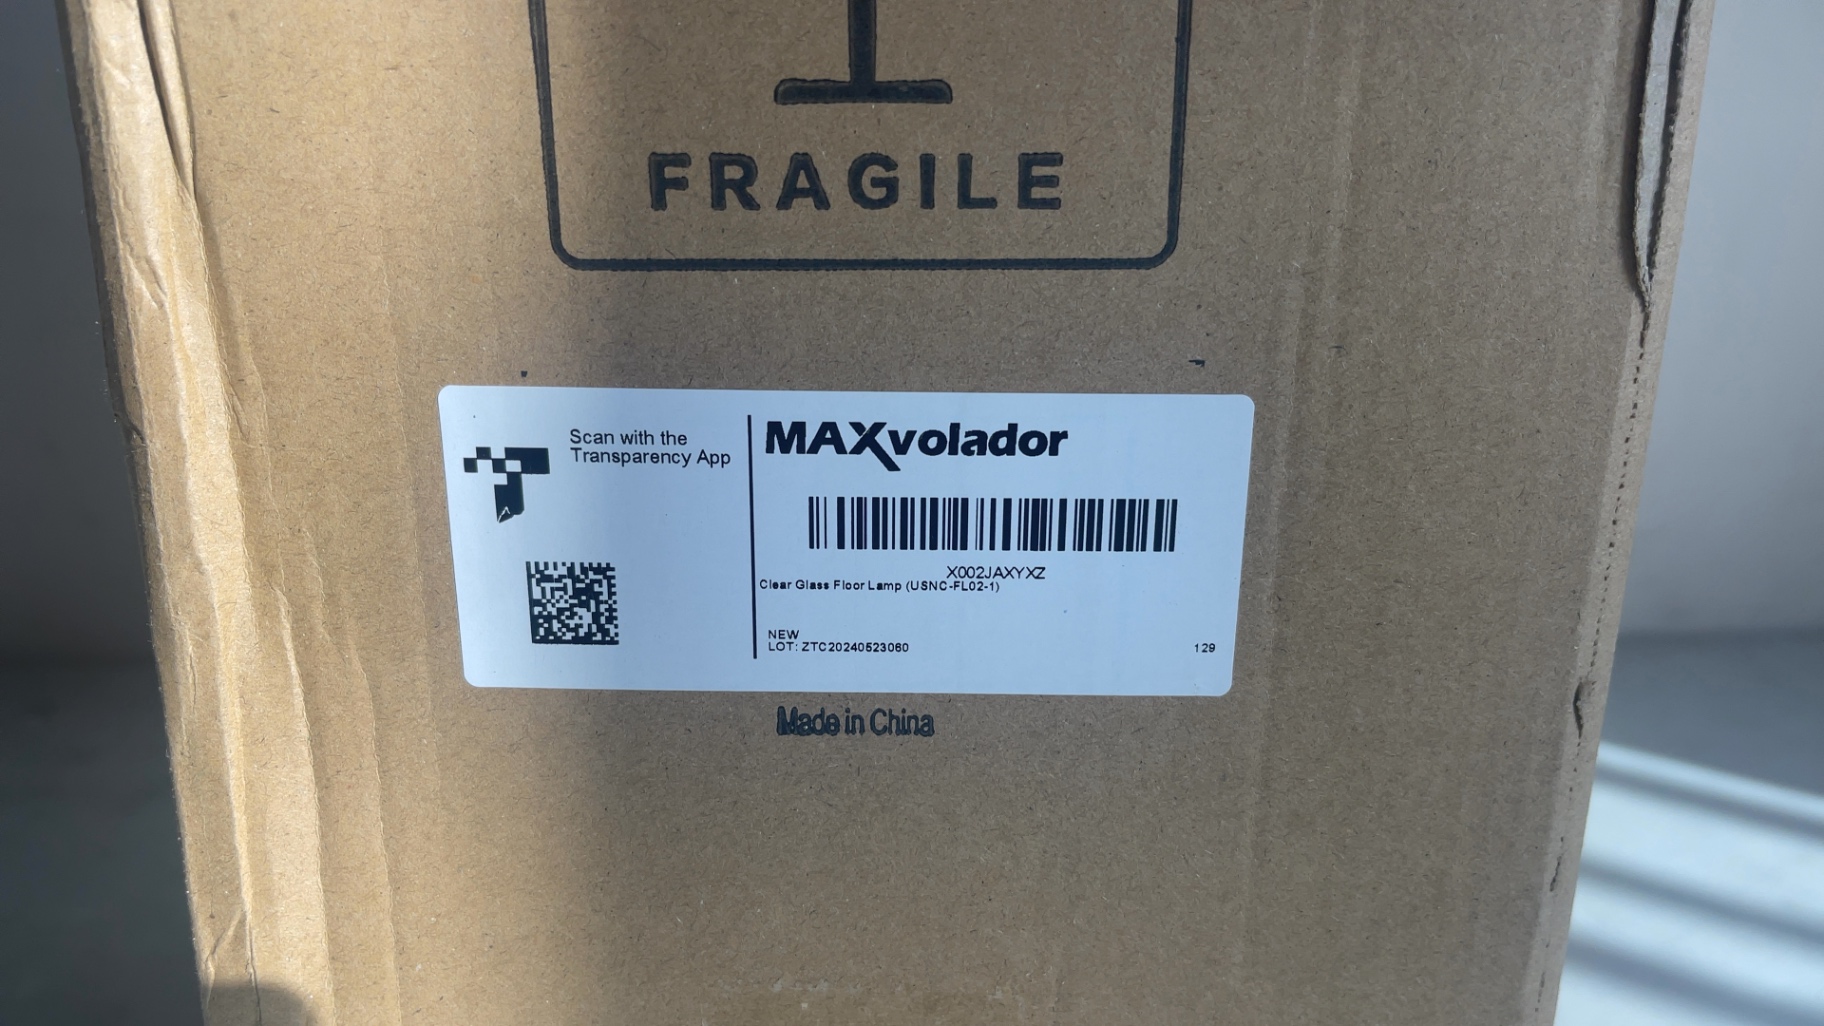 FRAGILE
Scan with the
Transparency App
MAXvolador
X002JAXYXZ
Clear Glass Floor Lamp (USNC-FL02-1)
NEW
LOT: ZTC20240523060
129
Made in China